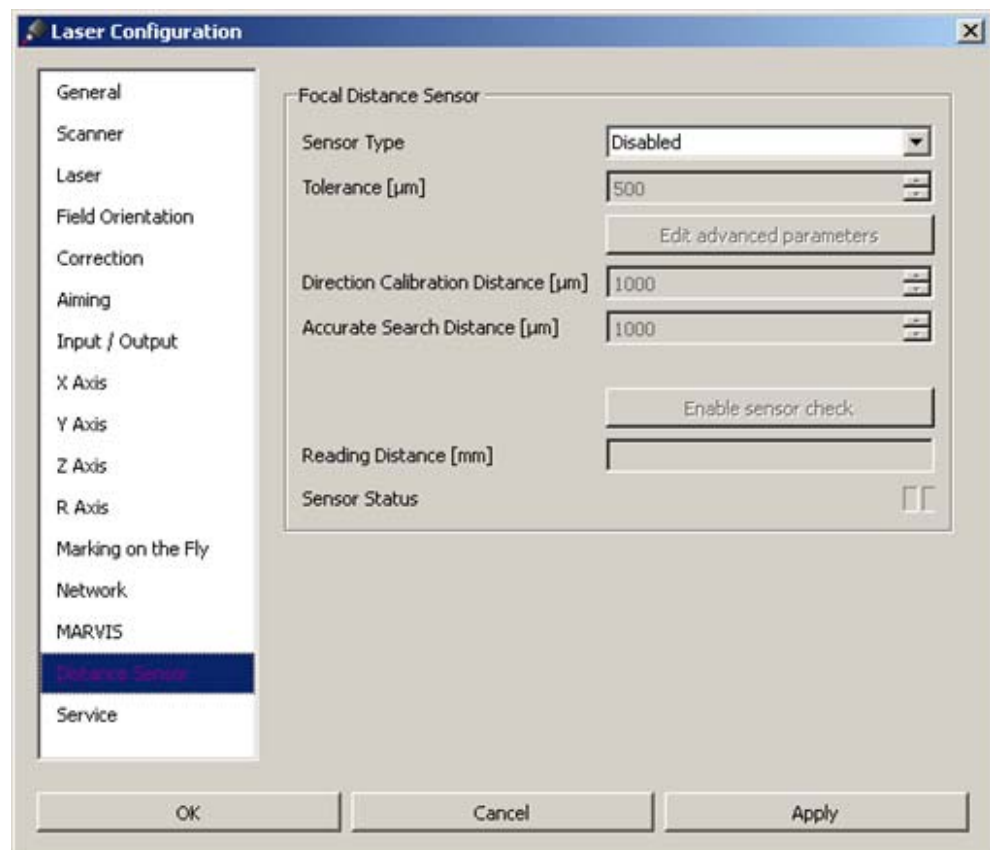 Laser Configuration
General
Scanner
Laser
Field Orientation
Correction
Aiming
Input / Output
X Axis
Y Axis
Z Axis
R Axis
Marking on the Fly
Network
MARVIS
Distance Sensor
Service
Focal Distance Sensor
Sensor Type Disabled
Tolerance [µm] 500
Edit advanced parameters
Direction Calibration Distance [µm] 1000
Accurate Search Distance [µm] 1000
Enable sensor check
Reading Distance [mm]
Sensor Status
OK Cancel Apply